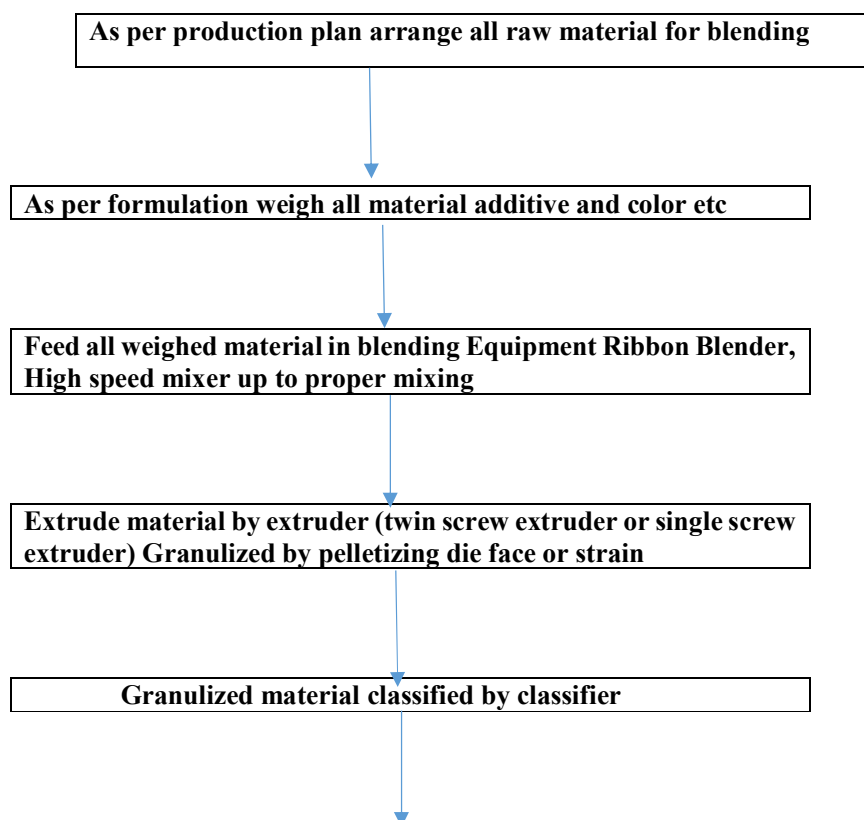 As per production plan arrange all raw material for blending
As per formulation weigh all material additive and color etc
Feed all weighed material in blending Equipment Ribbon Blender,
High speed mixer up to proper mixing
Extrude material by extruder (twin screw extruder or single screw
extruder) Granulized by pelletizing die face or strain
Granulized material classified by classifier